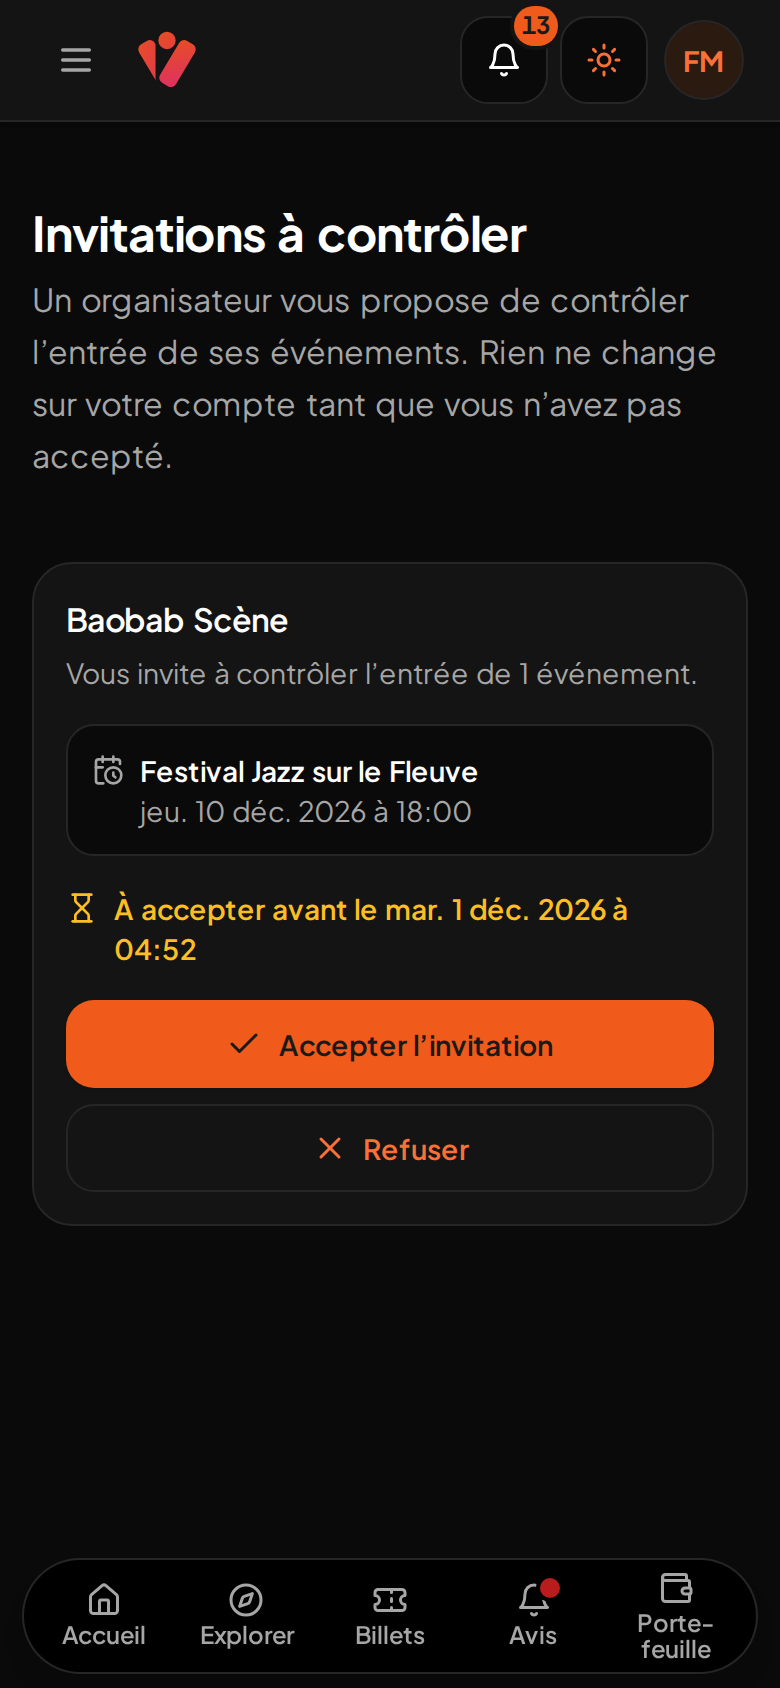 13
FM
Invitations à contrôler
Un organisateur vous propose de contrôler
l’entrée de ses événements. Rien ne change
sur votre compte tant que vous n’avez pas
accepté.
Baobab Scène
Vous invite à contrôler l’entrée de 1 événement.
Festival Jazz sur le Fleuve
jeu. 10 déc. 2026 à 18:00
À accepter avant le mar. 1 déc. 2026 à
04:52
Accepter l’invitation
Refuser
Accueil
Explorer
Billets
Avis
Porte-
feuille